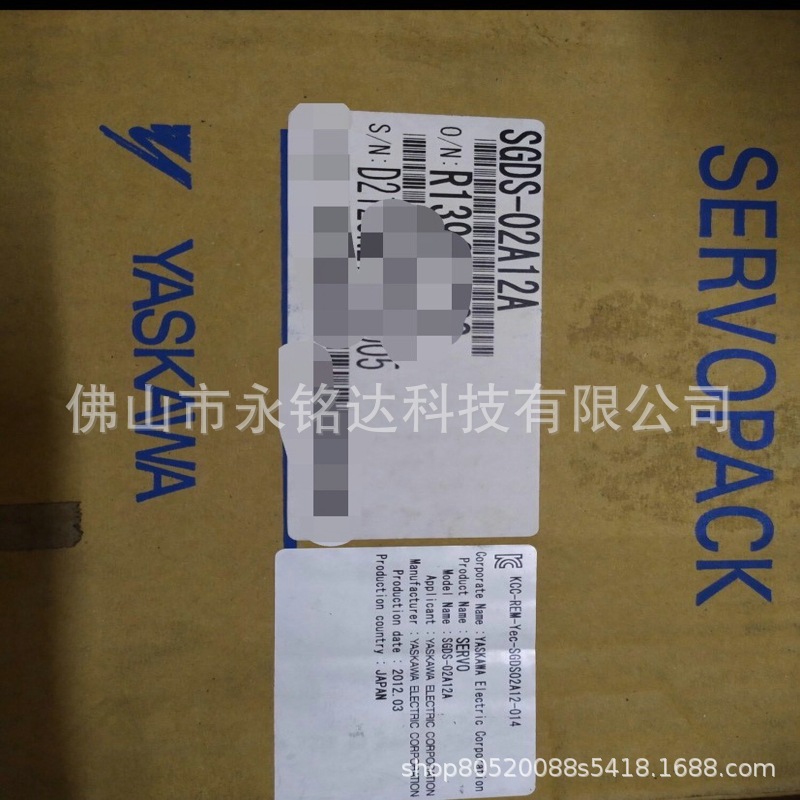 YASKAWA
SERVOPACK
SGDS-02A12A
O/N:
S/N:
佛山市永铭达科技有限公司
KCC-REM-Yec-SGDS02A12-014
Corporate Name : YASKAWA Electric Corporation
Product Name : SERVO
Model Name : SGDS-02A12A
Applicant : YASKAWA ELECTRIC CORPORATION
Manufacturer : YASKAWA ELECTRIC CORPORATION
Production date : 2012.03
Production country : JAPAN
shop80520088s5418.1688.com